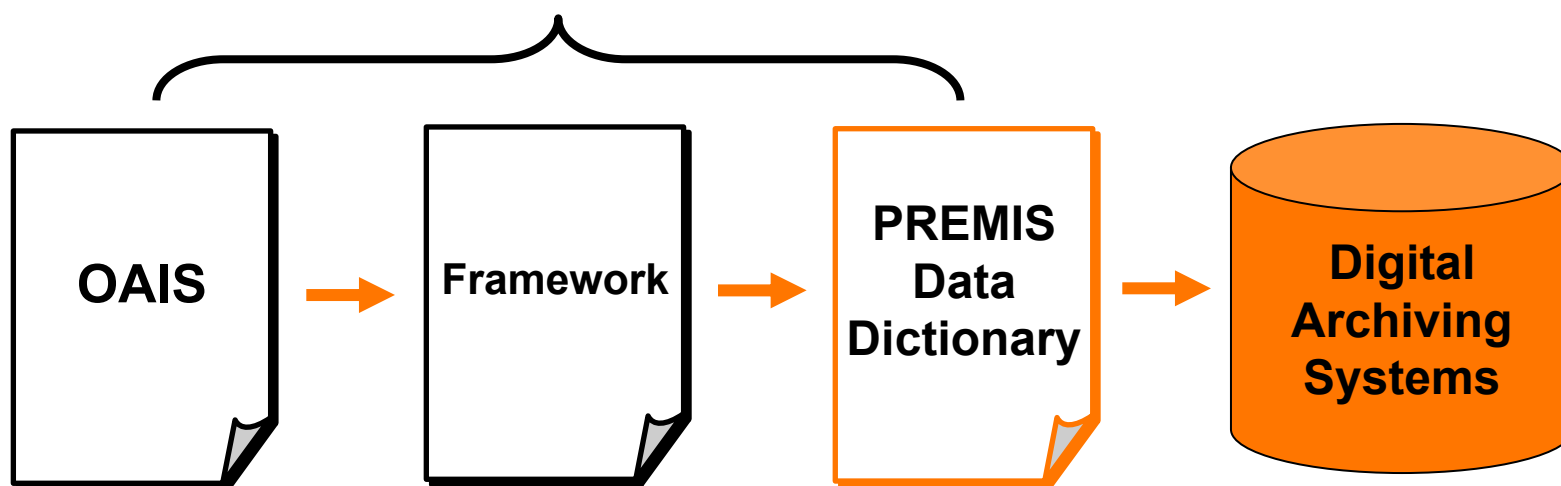 OAIS
Framework
PREMIS
Data
Dictionary
Digital
Archiving
Systems